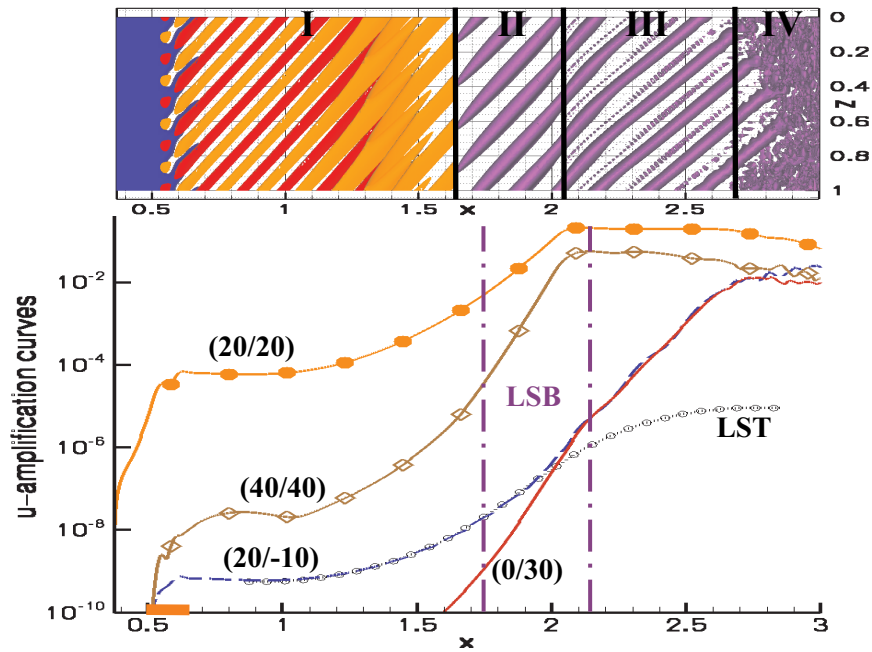 I II III IV
0
0.2
0.4
0.6
0.8
1
z
0.5 1 1.5 x 2 2.5 3
u-amplification curves
10⁻²
10⁻⁴
10⁻⁶
10⁻⁸
10⁻¹⁰
(20/20)
LSB
LST
(40/40)
(20/-10)
(0/30)
0.5 1 1.5 x 2 2.5 3